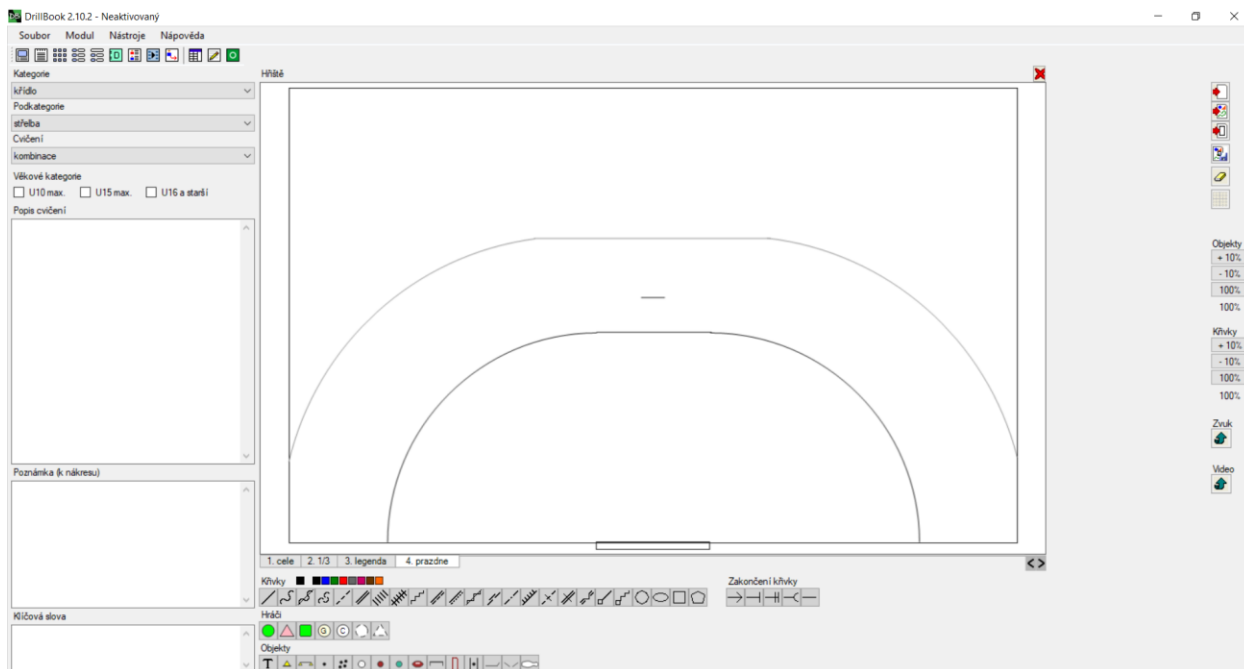 DrillBook 2.10.2 - Neaktivovaný
Soubor Modul Nástroje Nápověda
Kategorie
křídlo
Podkategorie
střelba
Cvičení
kombinace
Věkové kategorie
U10 max. U15 max. U16 a starší
Popis cvičení
Poznámka (k nákresu)
Klíčová slova
Hřiště
1. cele 2. 1/3 3. legenda 4. prazdne
Křivky
Zakončení křivky
Hráči
G C
Objekty
T
Objekty
+ 10%
- 10%
100%
100%
Křivky
+ 10%
- 10%
100%
100%
Zvuk
Video